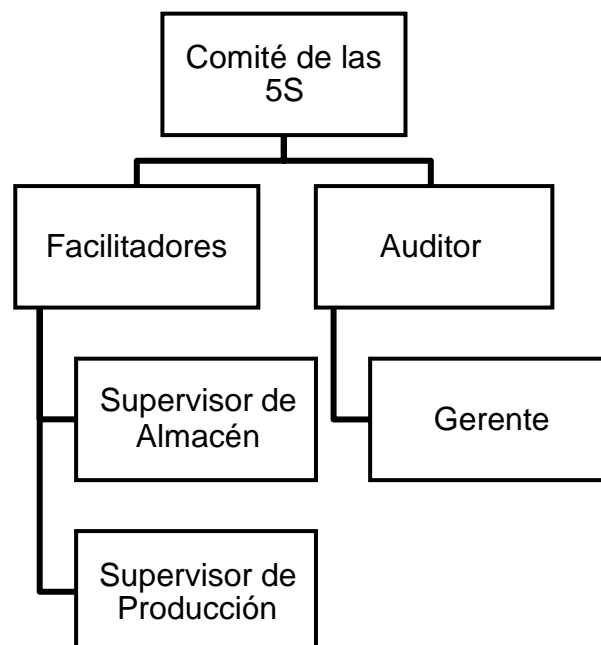 Comité de las
5S
Facilitadores
Auditor
Supervisor de
Almacén
Gerente
Supervisor de
Producción